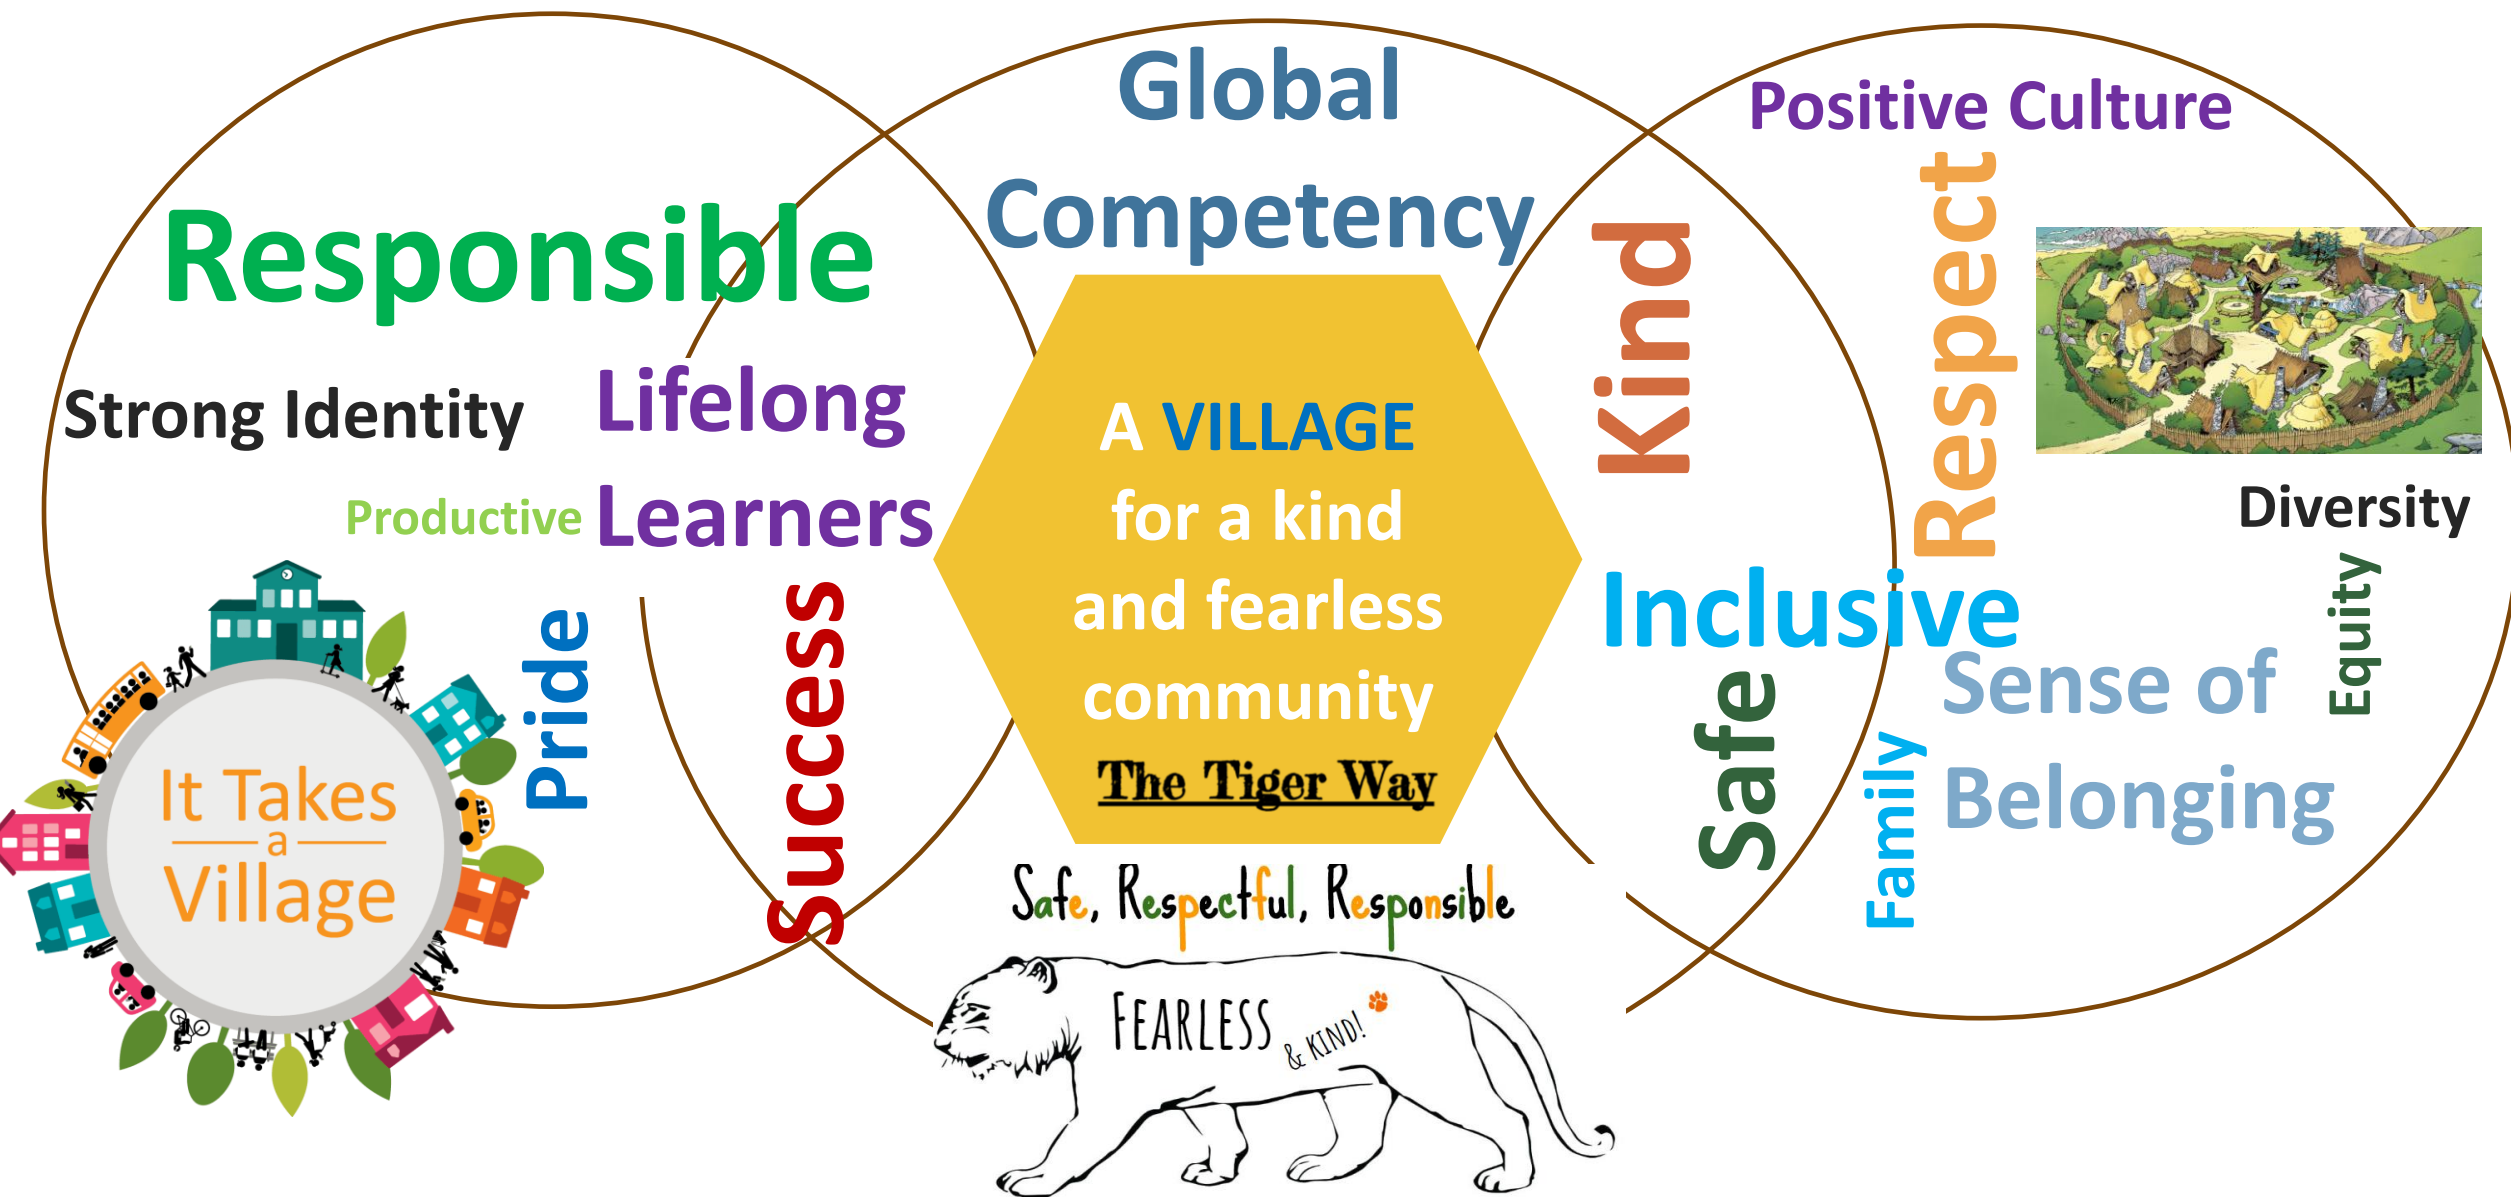 Global
Competency
Positive Culture
Responsible
Kind
Respect
Strong Identity
Lifelong
Learners
Productive
A VILLAGE
for a kind
and fearless
community
The Tiger Way
Diversity
Equity
Inclusive
Sense of
Belonging
Safe
Family
Pride
Success
It Takes
a
Village
Safe, Respectful, Responsible
FEARLESS
& KIND!